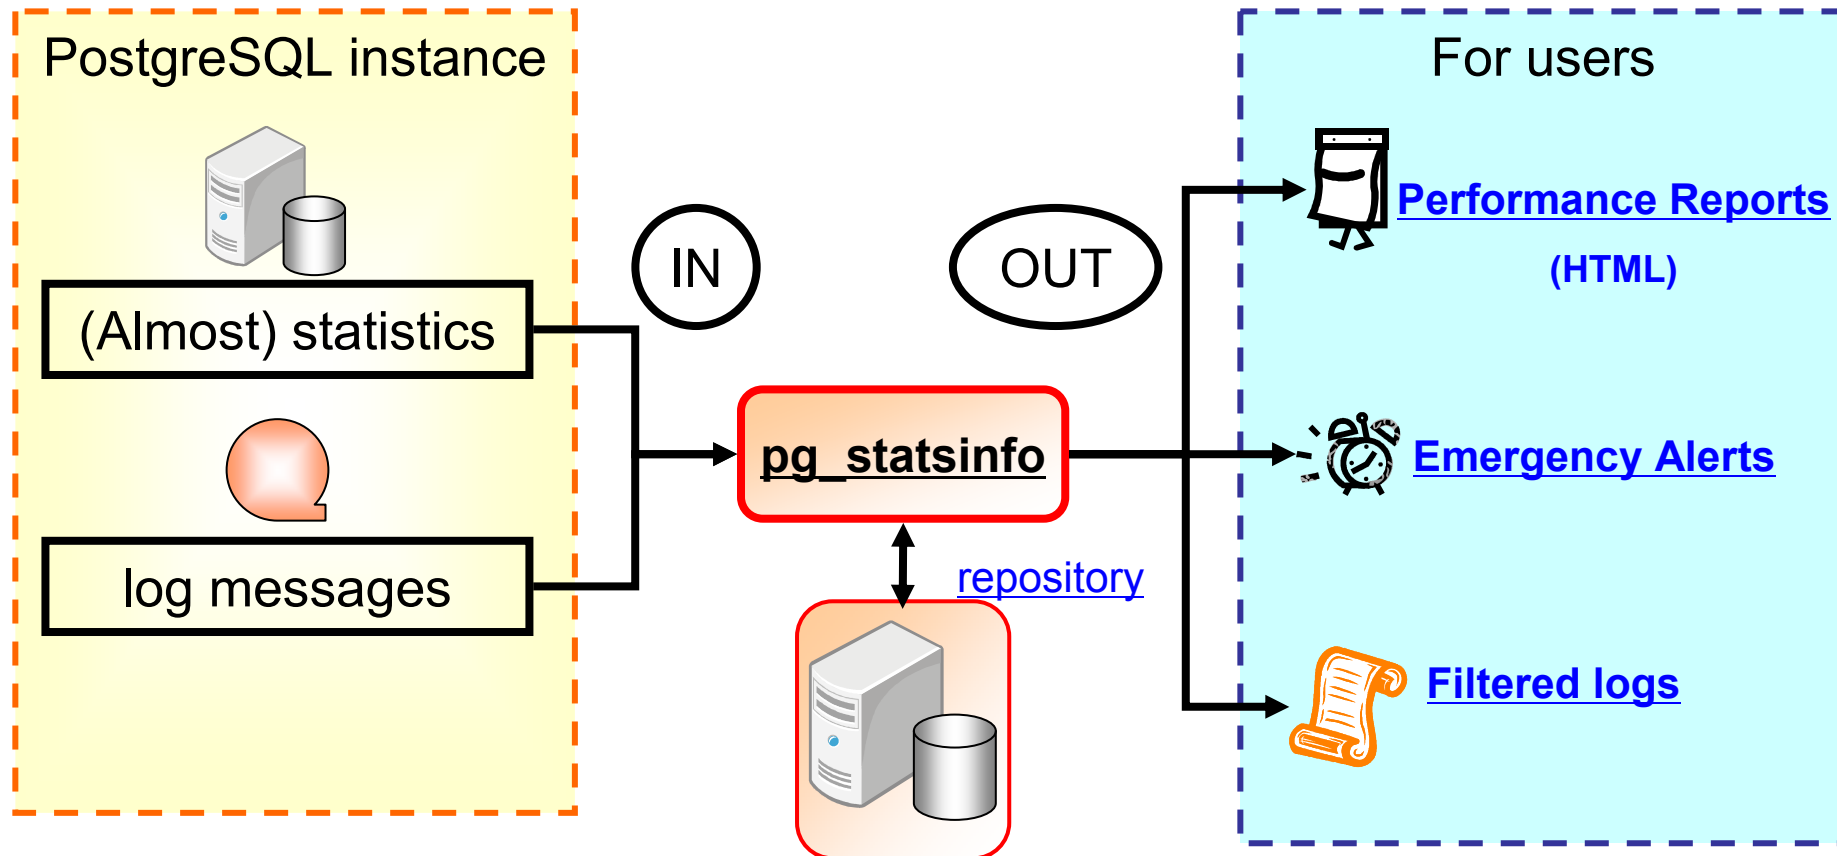 PostgreSQL instance
(Almost) statistics
log messages
IN
OUT
pg_statsinfo
repository
For users
Performance Reports
(HTML)
Emergency Alerts
Filtered logs